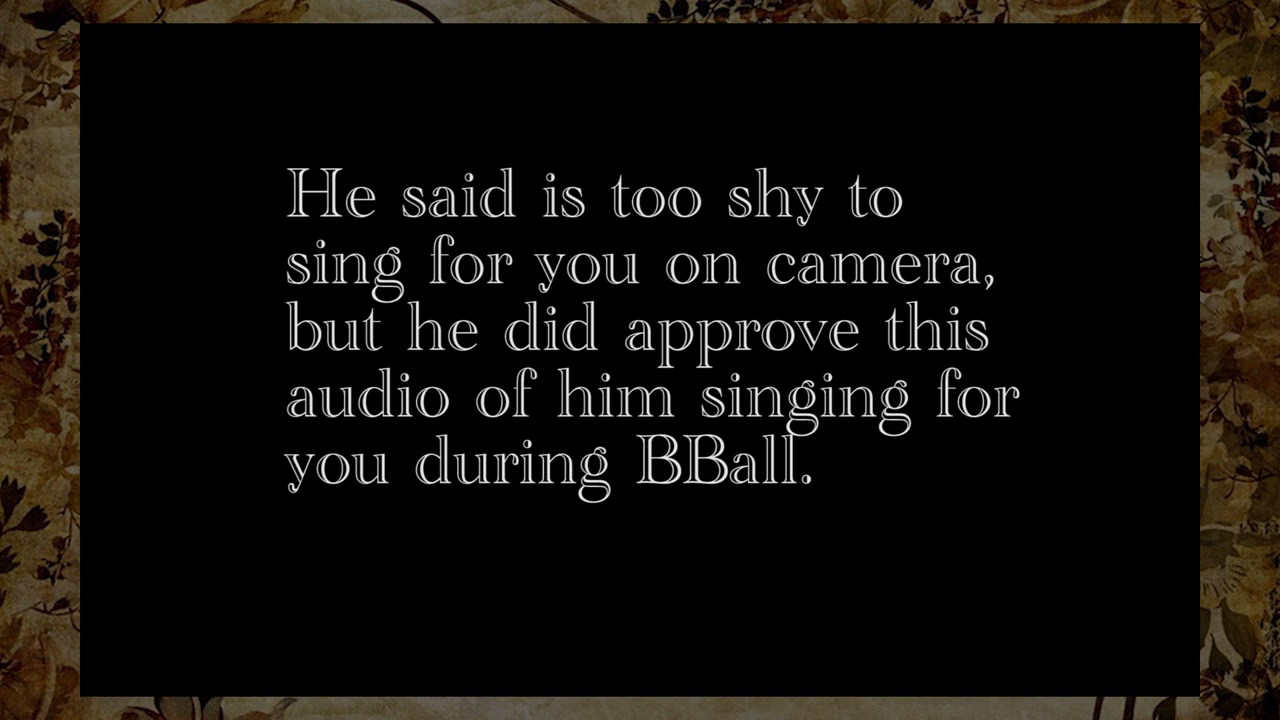 He said is too shy to
sing for you on camera,
but he did approve this
audio of him singing for
you during BBall.